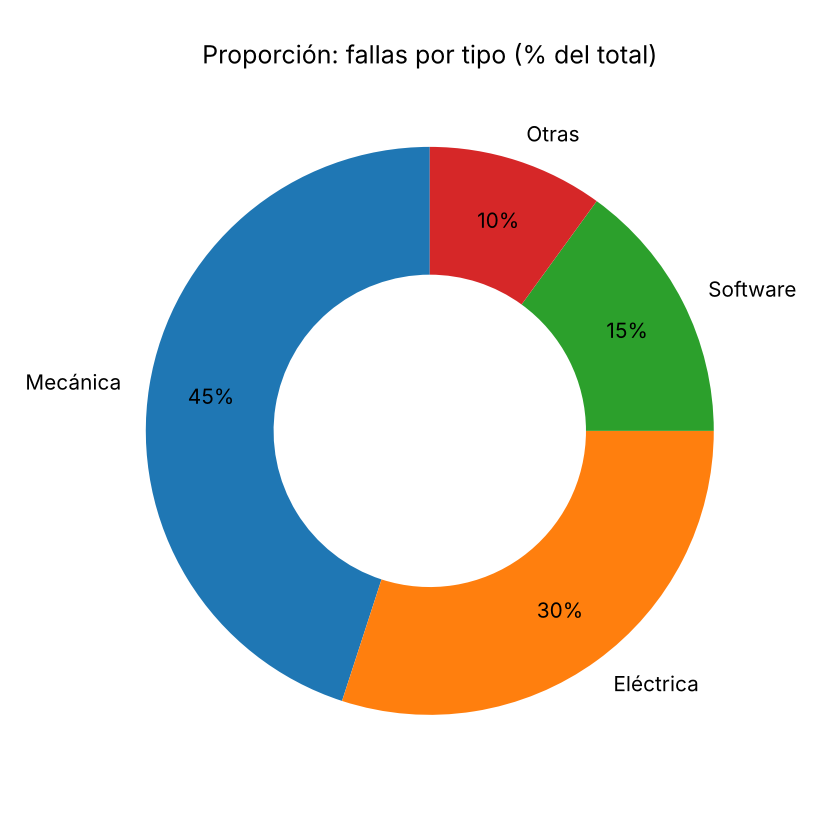 Proporción: fallas por tipo (% del total)
Otras
10%
Software
15%
Mecánica
45%
30%
Eléctrica